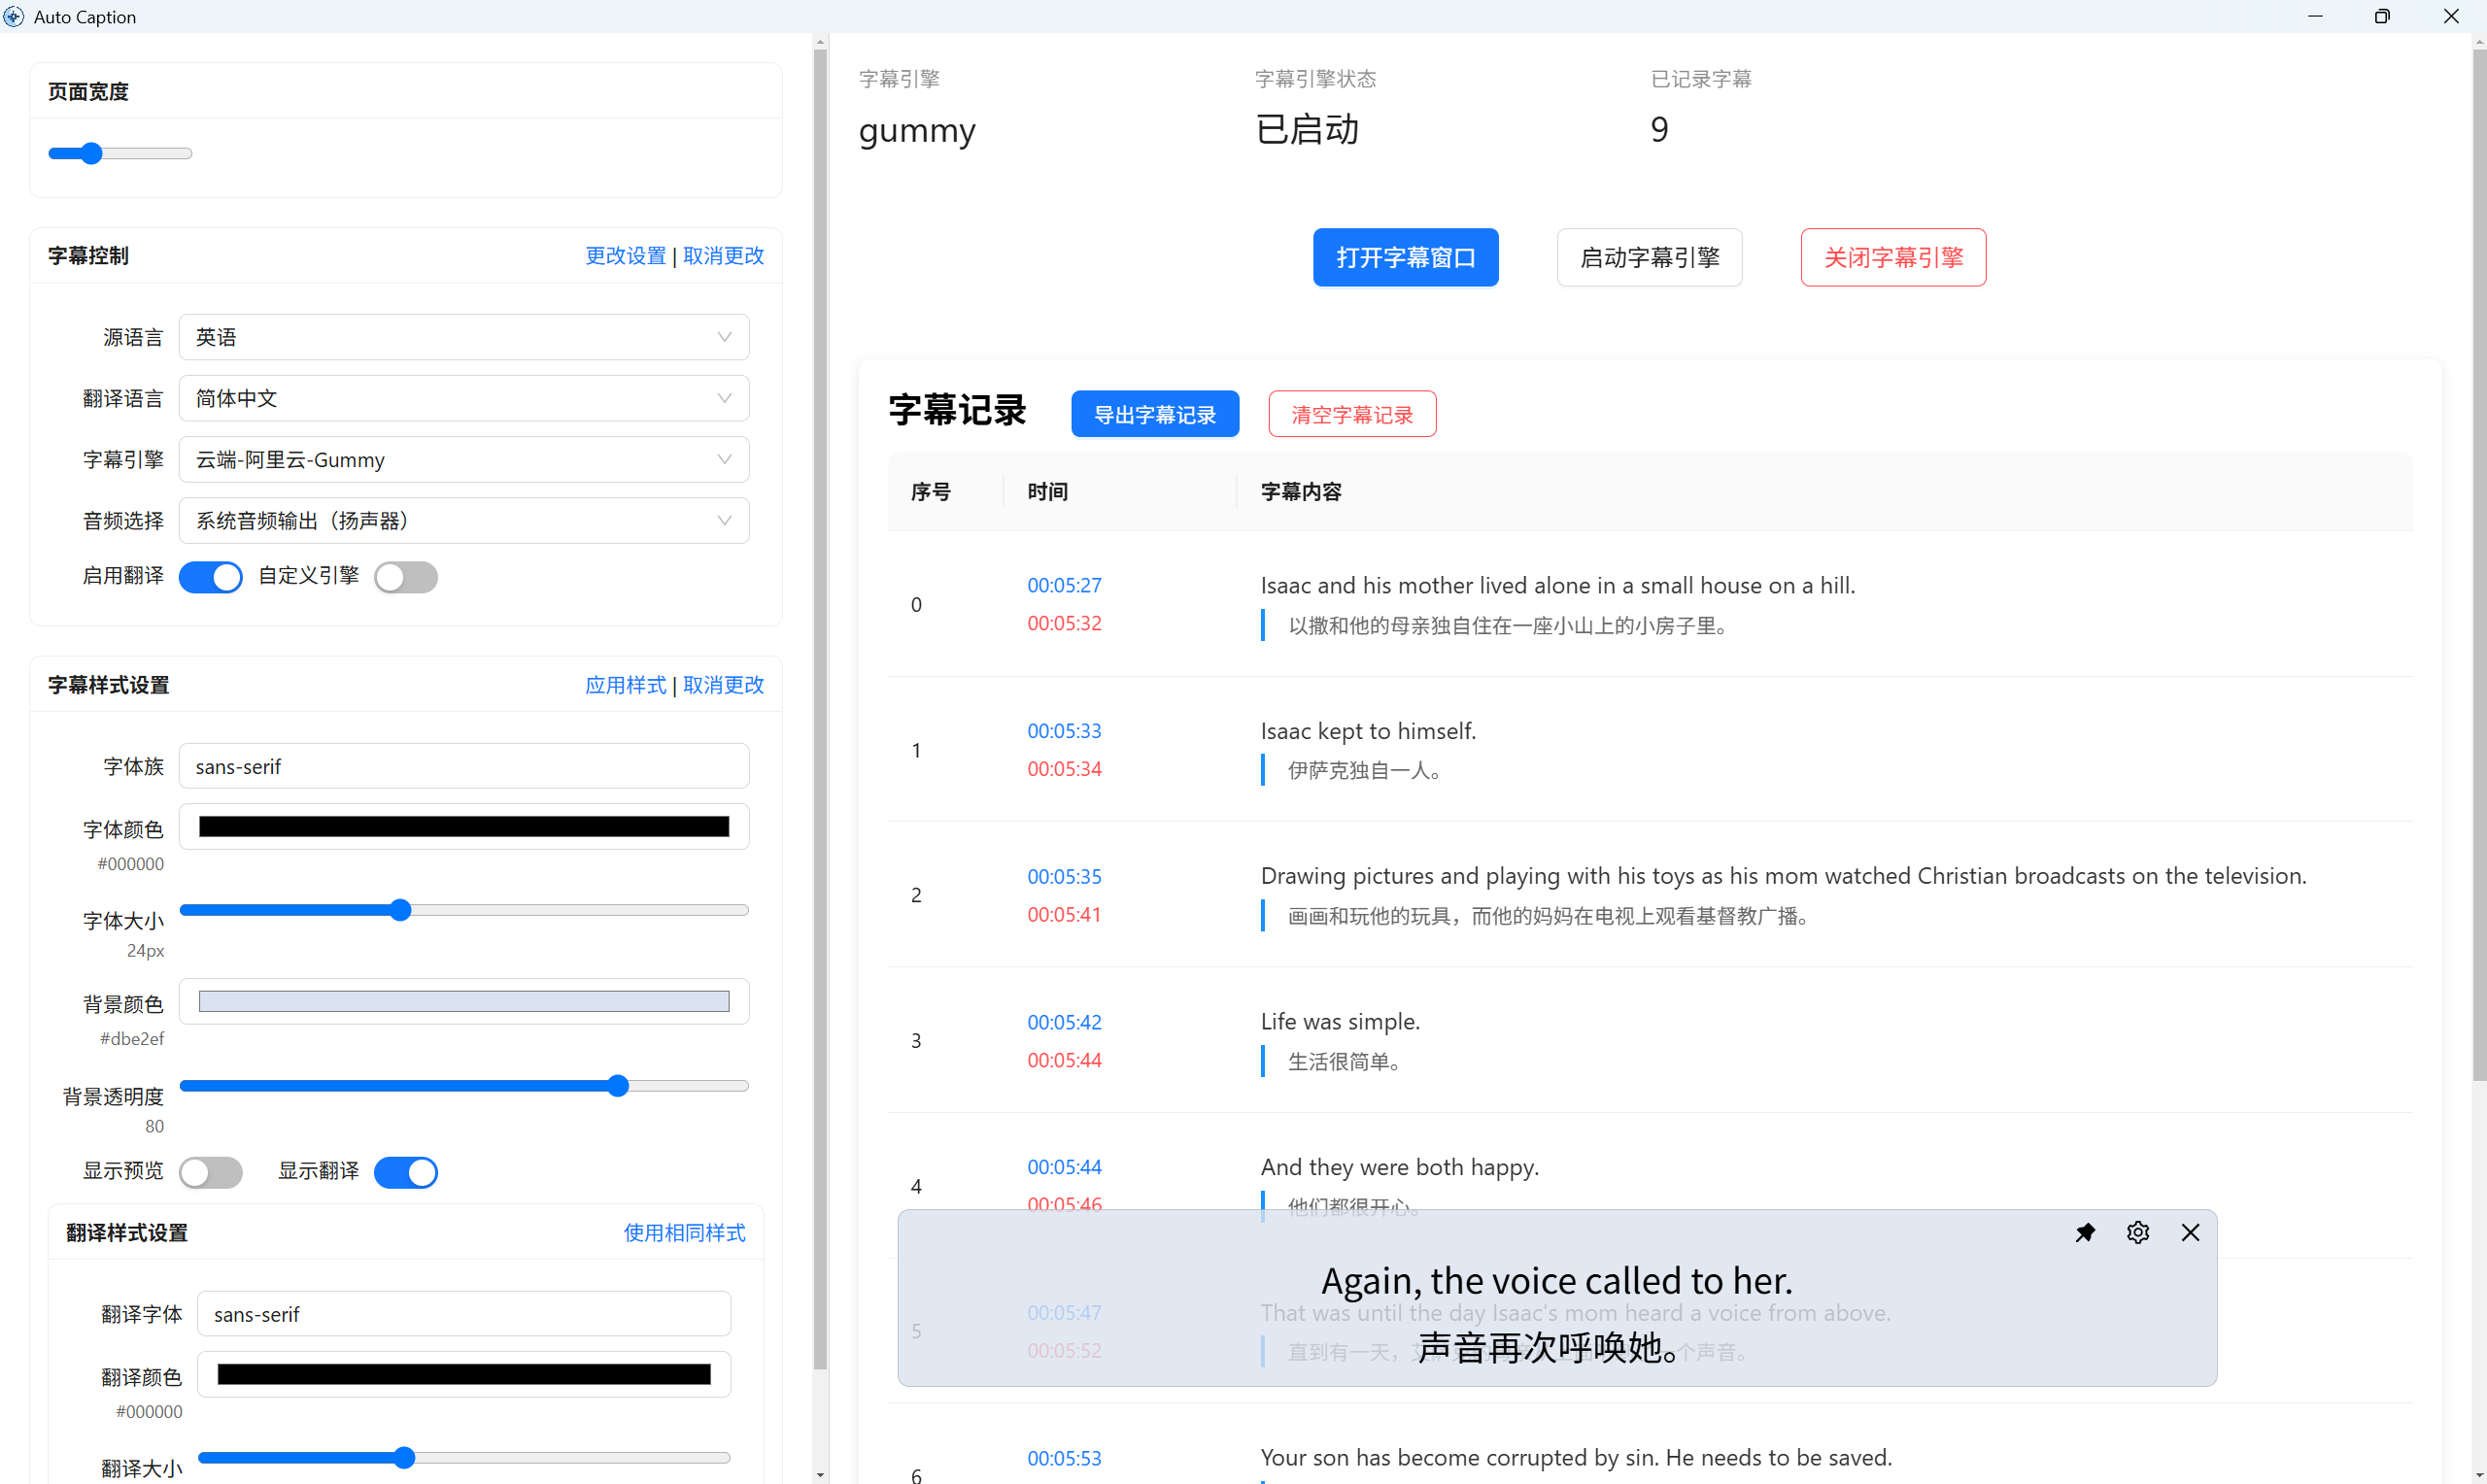 Auto Caption
页面宽度
字幕控制
更改设置 | 取消更改
源语言
英语
翻译语言
简体中文
字幕引擎
云端-阿里云-Gummy
音频选择
系统音频输出（扬声器）
启用翻译
自定义引擎
字幕样式设置
应用样式 | 取消更改
字体族
sans-serif
字体颜色
#000000
字体大小
24px
背景颜色
#dbe2ef
背景透明度
80
显示预览
显示翻译
翻译样式设置
使用相同样式
翻译字体
sans-serif
翻译颜色
#000000
翻译大小
字幕引擎
gummy
字幕引擎状态
已启动
已记录字幕
9
打开字幕窗口
启动字幕引擎
关闭字幕引擎
字幕记录
导出字幕记录
清空字幕记录
序号
时间
字幕内容
0
00:05:27
00:05:32
Isaac and his mother lived alone in a small house on a hill.
以撒和他的母亲独自住在一座小山上的小房子里。
1
00:05:33
00:05:34
Isaac kept to himself.
伊萨克独自一人。
2
00:05:35
00:05:41
Drawing pictures and playing with his toys as his mom watched Christian broadcasts on the television.
画画和玩他的玩具，而他的妈妈在电视上观看基督教广播。
3
00:05:42
00:05:44
Life was simple.
生活很简单。
4
00:05:44
00:05:46
And they were both happy.
他们都很开心。
Again, the voice called to her.
声音再次呼唤她。
5
00:05:47
00:05:52
That was until the day Isaac's mom heard a voice from above.
直到有一天，
个声音。
6
00:05:53
Your son has become corrupted by sin. He needs to be saved.